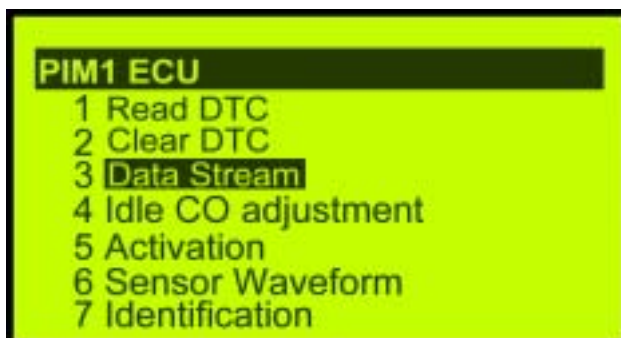 PIM1 ECU
1 Read DTC
2 Clear DTC
3 Data Stream
4 Idle CO adjustment
5 Activation
6 Sensor Waveform
7 Identification